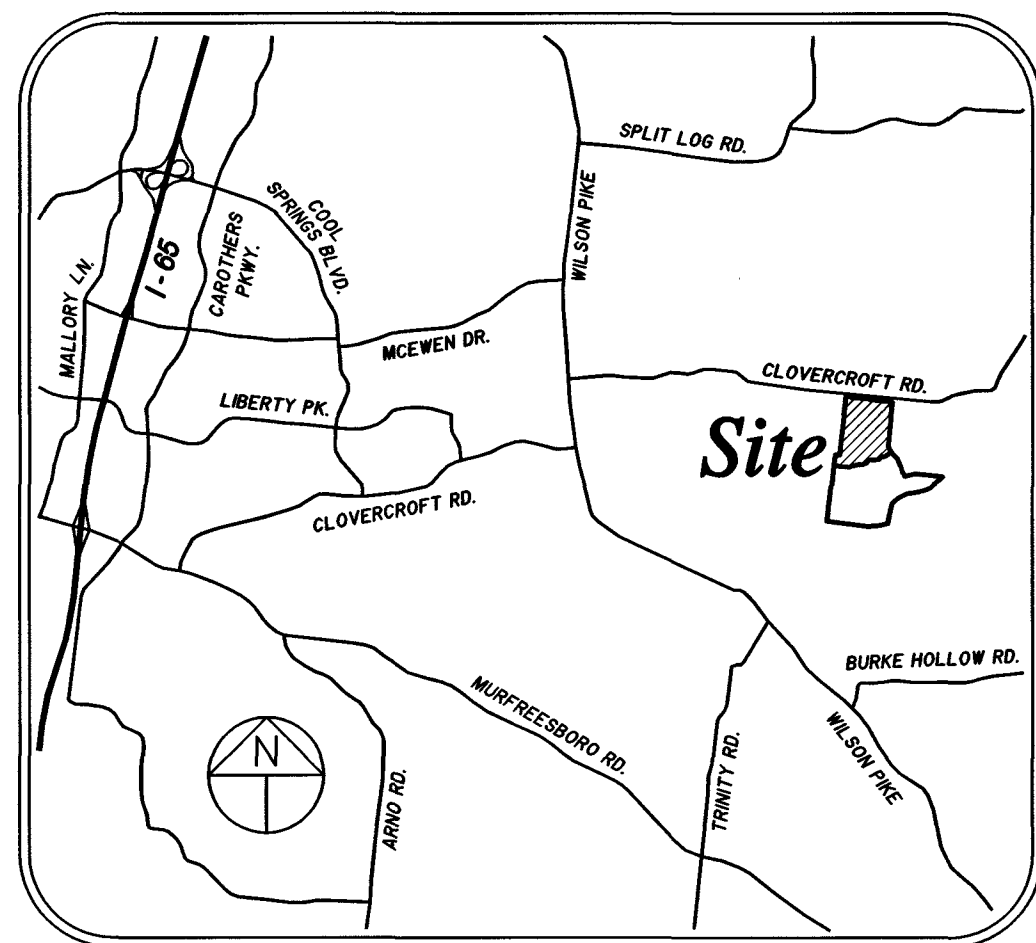 SPLIT LOG RD.
WILSON PIKE
COOL
SPRINGS BLVD.
CAROTHERS
PKWY.
I-65
MALLORY LN.
MCEWEN DR.
LIBERTY PK.
CLOVERCROFT RD.
Site
CLOVERCROFT RD.
BURKE HOLLOW RD.
MURFREESBORO RD.
WILSON PIKE
TRINITY RD.
ARNO RD.
N